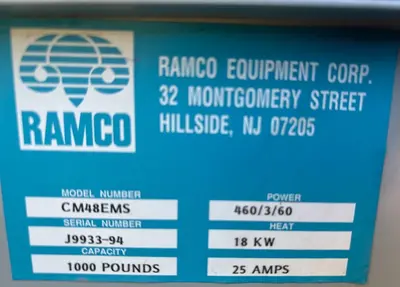 RAMCO
RAMCO EQUIPMENT CORP.
32 MONTGOMERY STREET
HILLSIDE, NJ 07205
MODEL NUMBER
CM48EMS
SERIAL NUMBER
J9933-94
CAPACITY
1000 POUNDS
POWER
460/3/60
HEAT
18 KW
25 AMPS